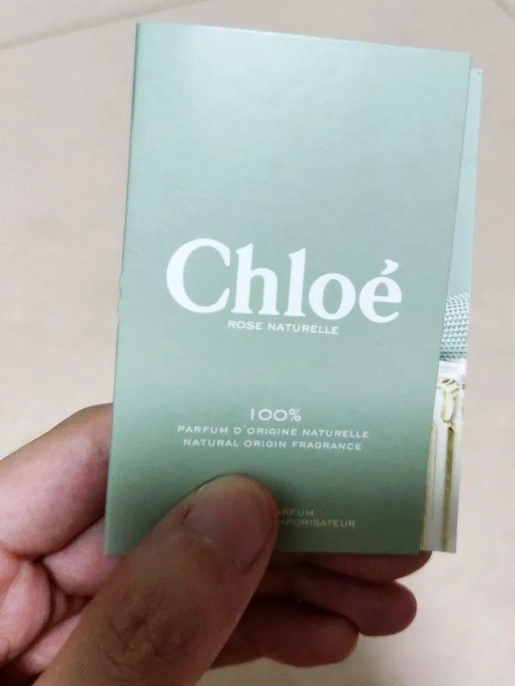 Chloé
ROSE NATURELLE
100%
PARFUM D'ORIGINE NATURELLE
NATURAL ORIGIN FRAGRANCE